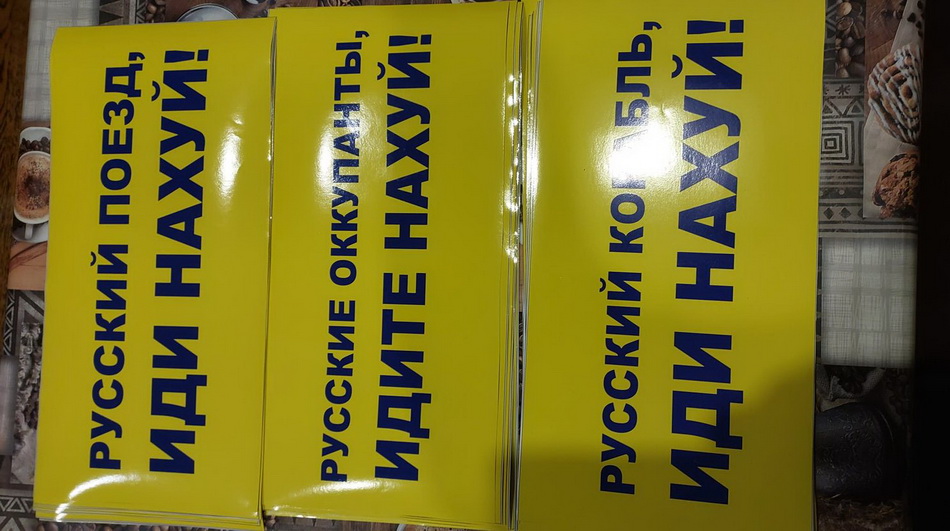 РУССКИЙ ПОЕЗД,
ИДИ НАХУЙ!
РУССКИЕ ОККУПАНТЫ,
ИДИТЕ НАХУЙ!
РУССКИЙ КОРАБЛЬ,
ИДИ НАХУЙ!